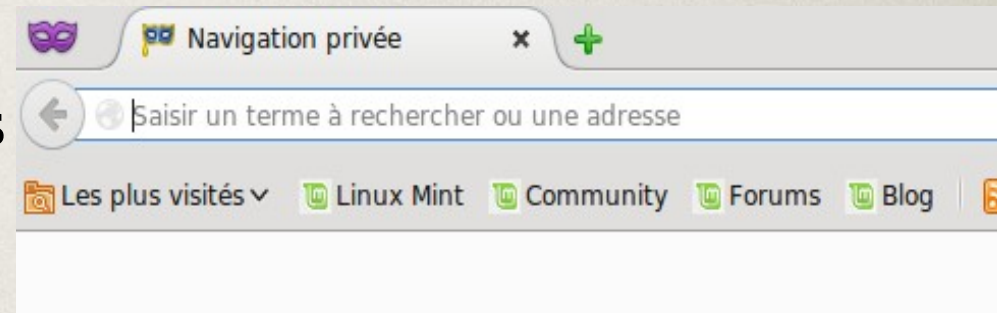 Navigation privée
Saisir un terme à rechercher ou une adresse
Les plus visités Linux Mint Community Forums Blog